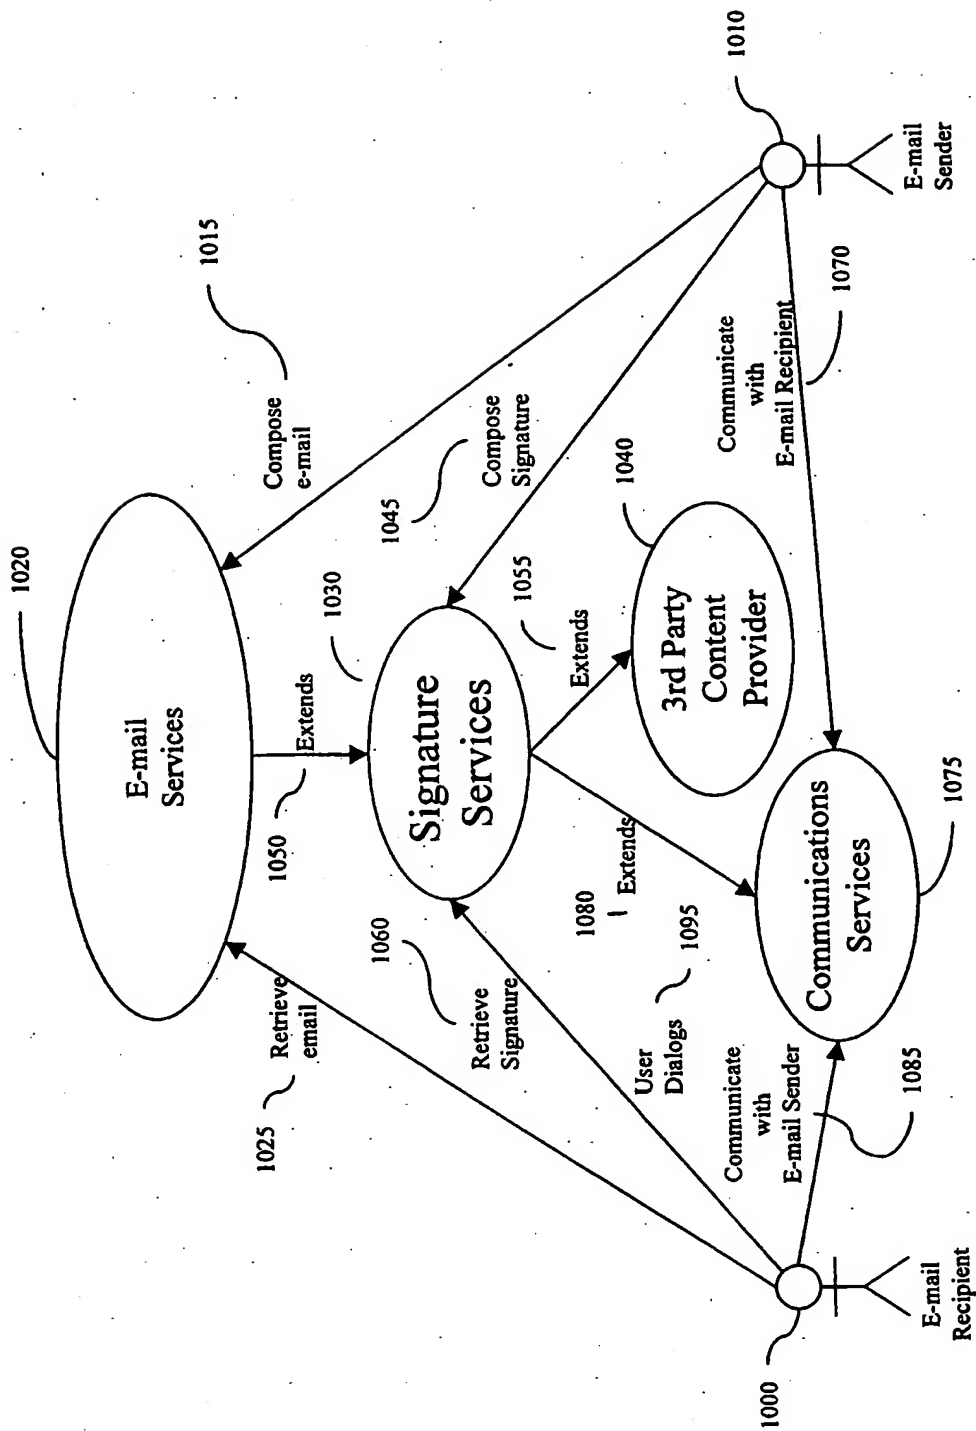 1020
E-mail
Services
1015
Compose
e-mail
1025
Retrieve
email
1050
Extends
1030
Signature
Services
1045
Compose
Signature
1060
Retrieve
Signature
1055
Extends
1040
3rd Party
Content
Provider
1080
Extends
1095
User
Dialogs
Communicate
with
E-mail Sender
1085
Communications
Services
1075
Communicate
with
E-mail Recipient
1070
1000
E-mail
Recipient
1010
E-mail
Sender